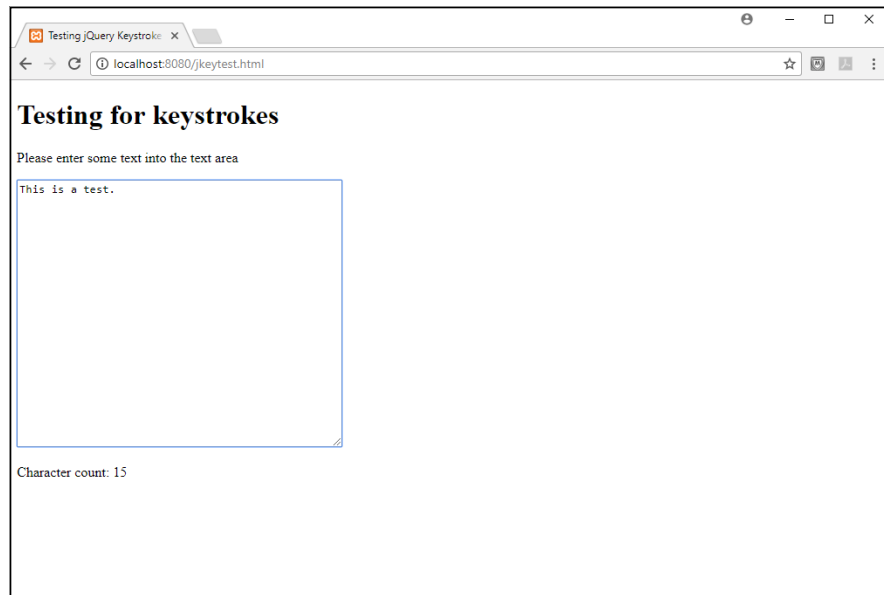 Testing jQuery Keystroke
localhost:8080/jkeytest.html
Testing for keystrokes
Please enter some text into the text area
This is a test.
Character count: 15